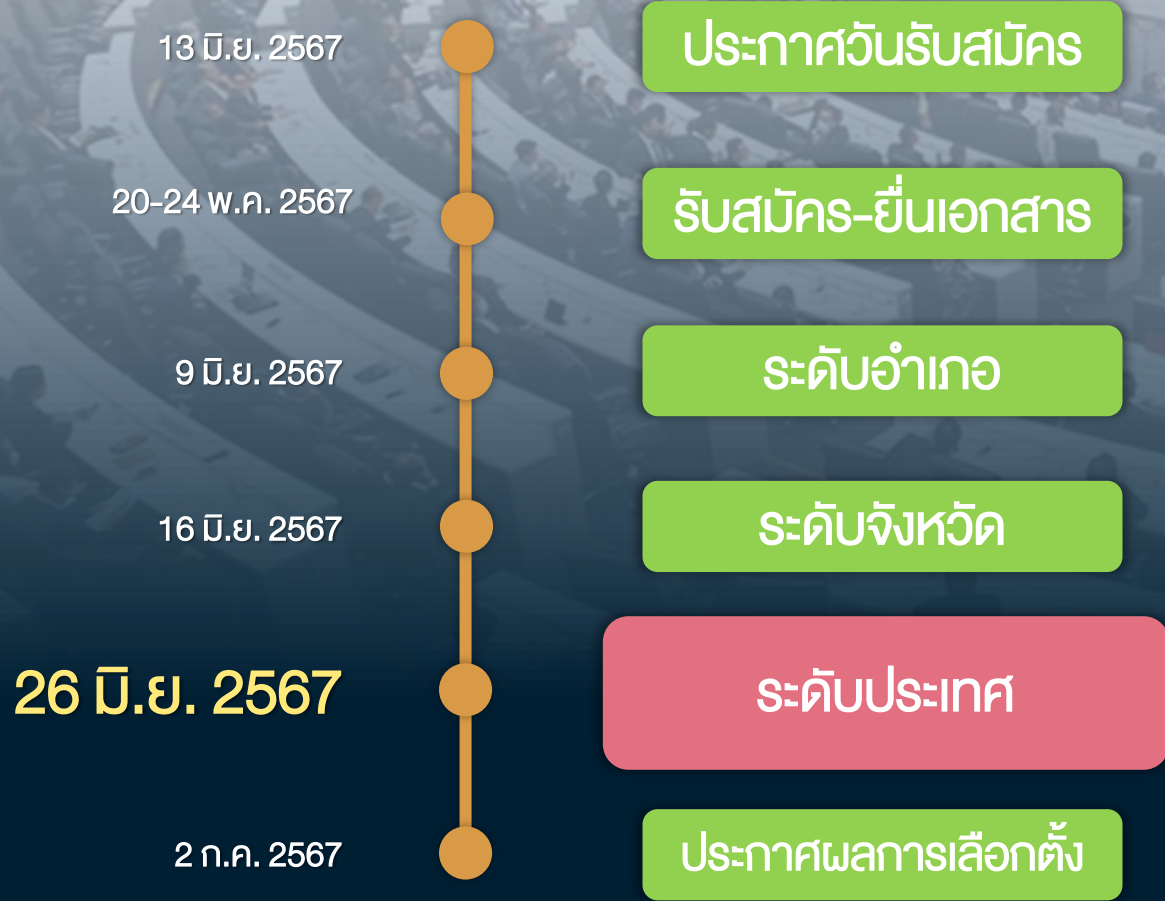 13 มิ.ย. 2567 ประกาศวันรับสมัคร
20-24 พ.ค. 2567 รับสมัคร-ยื่นเอกสาร
9 มิ.ย. 2567 ระดับอำเภอ
16 มิ.ย. 2567 ระดับจังหวัด
26 มิ.ย. 2567 ระดับประเทศ
2 ก.ค. 2567 ประกาศผลการเลือกตั้ง